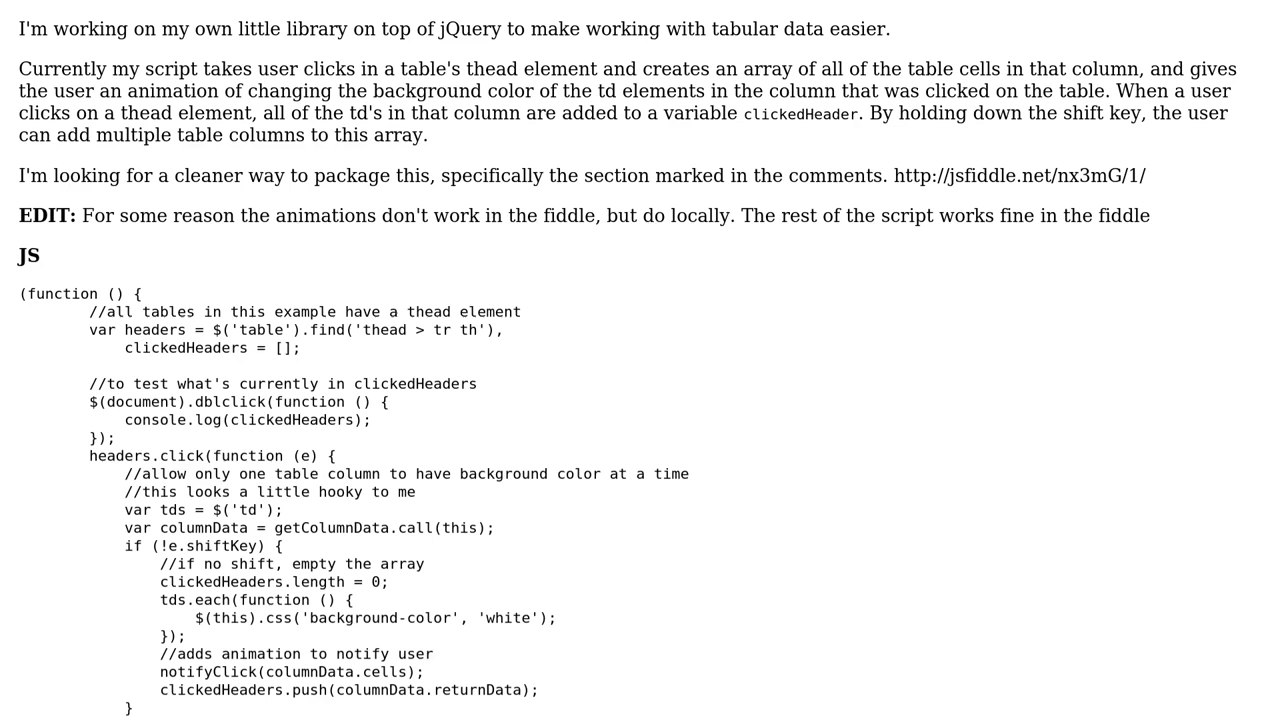 I'm working on my own little library on top of jQuery to make working with tabular data easier.
Currently my script takes user clicks in a table's thead element and creates an array of all of the table cells in that column, and gives
the user an animation of changing the background color of the td elements in the column that was clicked on the table. When a user
clicks on a thead element, all of the td's in that column are added to a variable clickedHeader. By holding down the shift key, the user
can add multiple table columns to this array.
I'm looking for a cleaner way to package this, specifically the section marked in the comments. http://jsfiddle.net/nx3mG/1/
EDIT: For some reason the animations don't work in the fiddle, but do locally. The rest of the script works fine in the fiddle
JS
(function () {
        //all tables in this example have a thead element
        var headers = $('table').find('thead > tr th'),
            clickedHeaders = [];
        //to test what's currently in clickedHeaders
        $(document).dblclick(function () {
            console.log(clickedHeaders);
        });
        headers.click(function (e) {
            //allow only one table column to have background color at a time
            //this looks a little hooky to me
            var tds = $('td');
            var columnData = getColumnData.call(this);
            if (!e.shiftKey) {
                //if no shift, empty the array
                clickedHeaders.length = 0;
                tds.each(function () {
                    $(this).css('background-color', 'white');
                });
                //adds animation to notify user
                notifyClick(columnData.cells);
                clickedHeaders.push(columnData.returnData);
            }